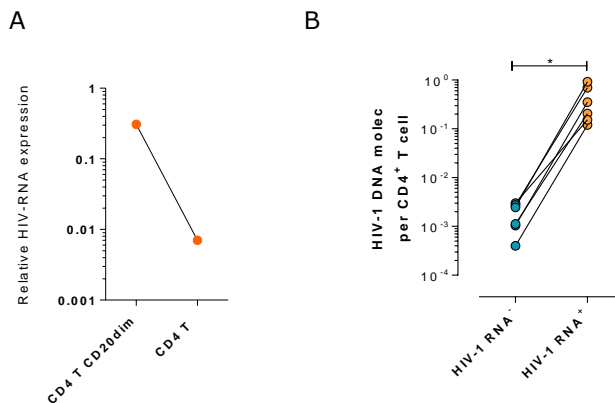 A
B
Relative HIV-RNA expression
1
0.1
0.01
0.001
CD4 T CD20dim
CD4 T
*
HIV-1 DNA molec
per CD4⁺ T cell
10⁰
10⁻¹
10⁻²
10⁻³
10⁻⁴
HIV-1 RNA⁻
HIV-1 RNA⁺